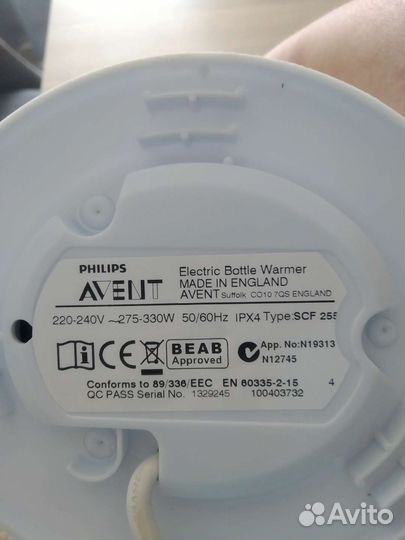 PHILIPS
AVENT
Electric Bottle Warmer
MADE IN ENGLAND
AVENT Suffolk CO10 7QS ENGLAND
220-240V ~275-330W 50/60Hz IPX4 Type: SCF 255
i CE BEAB Approved
App. No: N19313
N12745
Conforms to 89/336/EEC EN 60335-2-15 4
QC PASS Serial No. 1329245 100403732
Avito